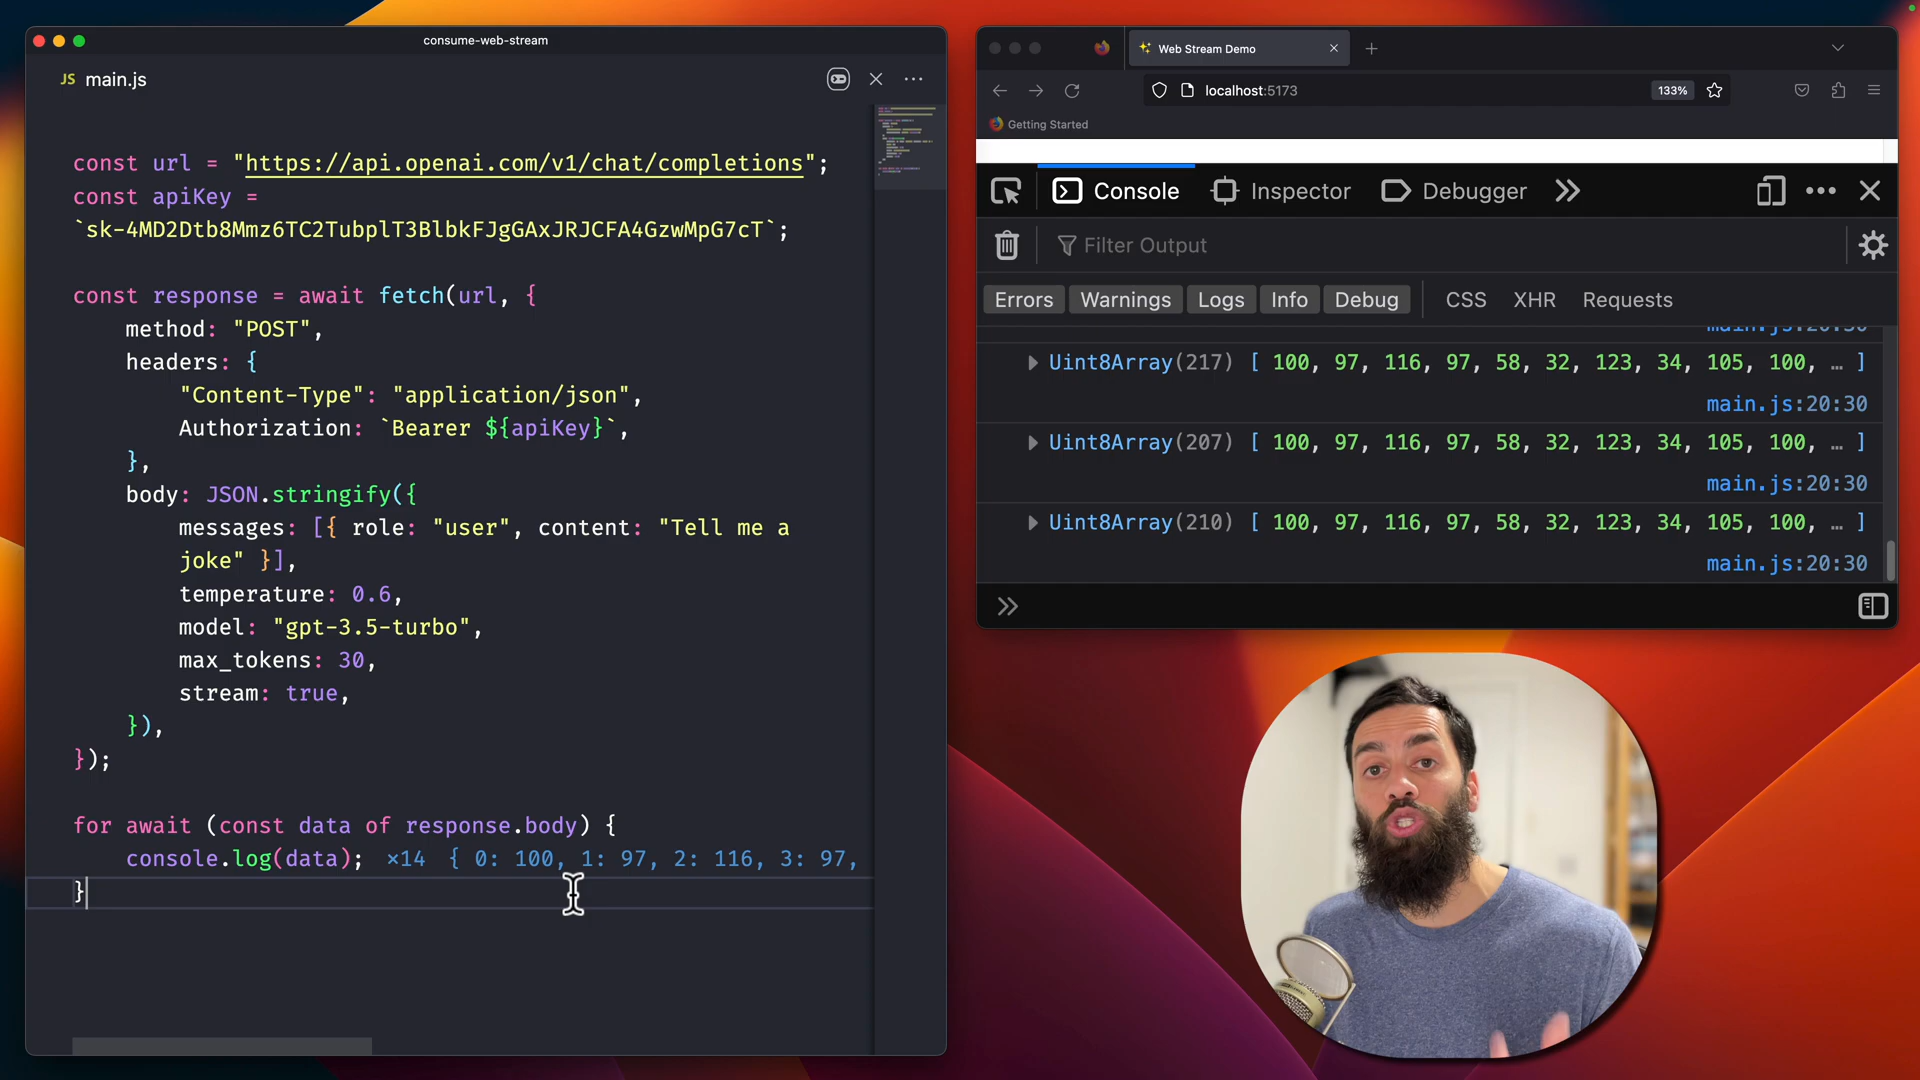 consume-web-stream
JS main.js
const url = "https://api.openai.com/v1/chat/completions";
const apiKey =
`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`;
const response = await fetch(url, {
method: "POST",
headers: {
"Content-Type": "application/json",
Authorization: `Bearer ${apiKey}`,
},
body: JSON.stringify({
messages: [{ role: "user", content: "Tell me a
joke" }],
temperature: 0.6,
model: "gpt-3.5-turbo",
max_tokens: 30,
stream: true,
}),
});
for await (const data of response.body) {
console.log(data); ×14 { 0: 100, 1: 97, 2: 116, 3: 97,
}
Web Stream Demo
localhost:5173
133%
Getting Started
Console Inspector Debugger
Filter Output
Errors Warnings Logs Info Debug CSS XHR Requests
main.js:20:30
Uint8Array(217) [ 100, 97, 116, 97, 58, 32, 123, 34, 105, 100, … ]
main.js:20:30
Uint8Array(207) [ 100, 97, 116, 97, 58, 32, 123, 34, 105, 100, … ]
main.js:20:30
Uint8Array(210) [ 100, 97, 116, 97, 58, 32, 123, 34, 105, 100, … ]
main.js:20:30